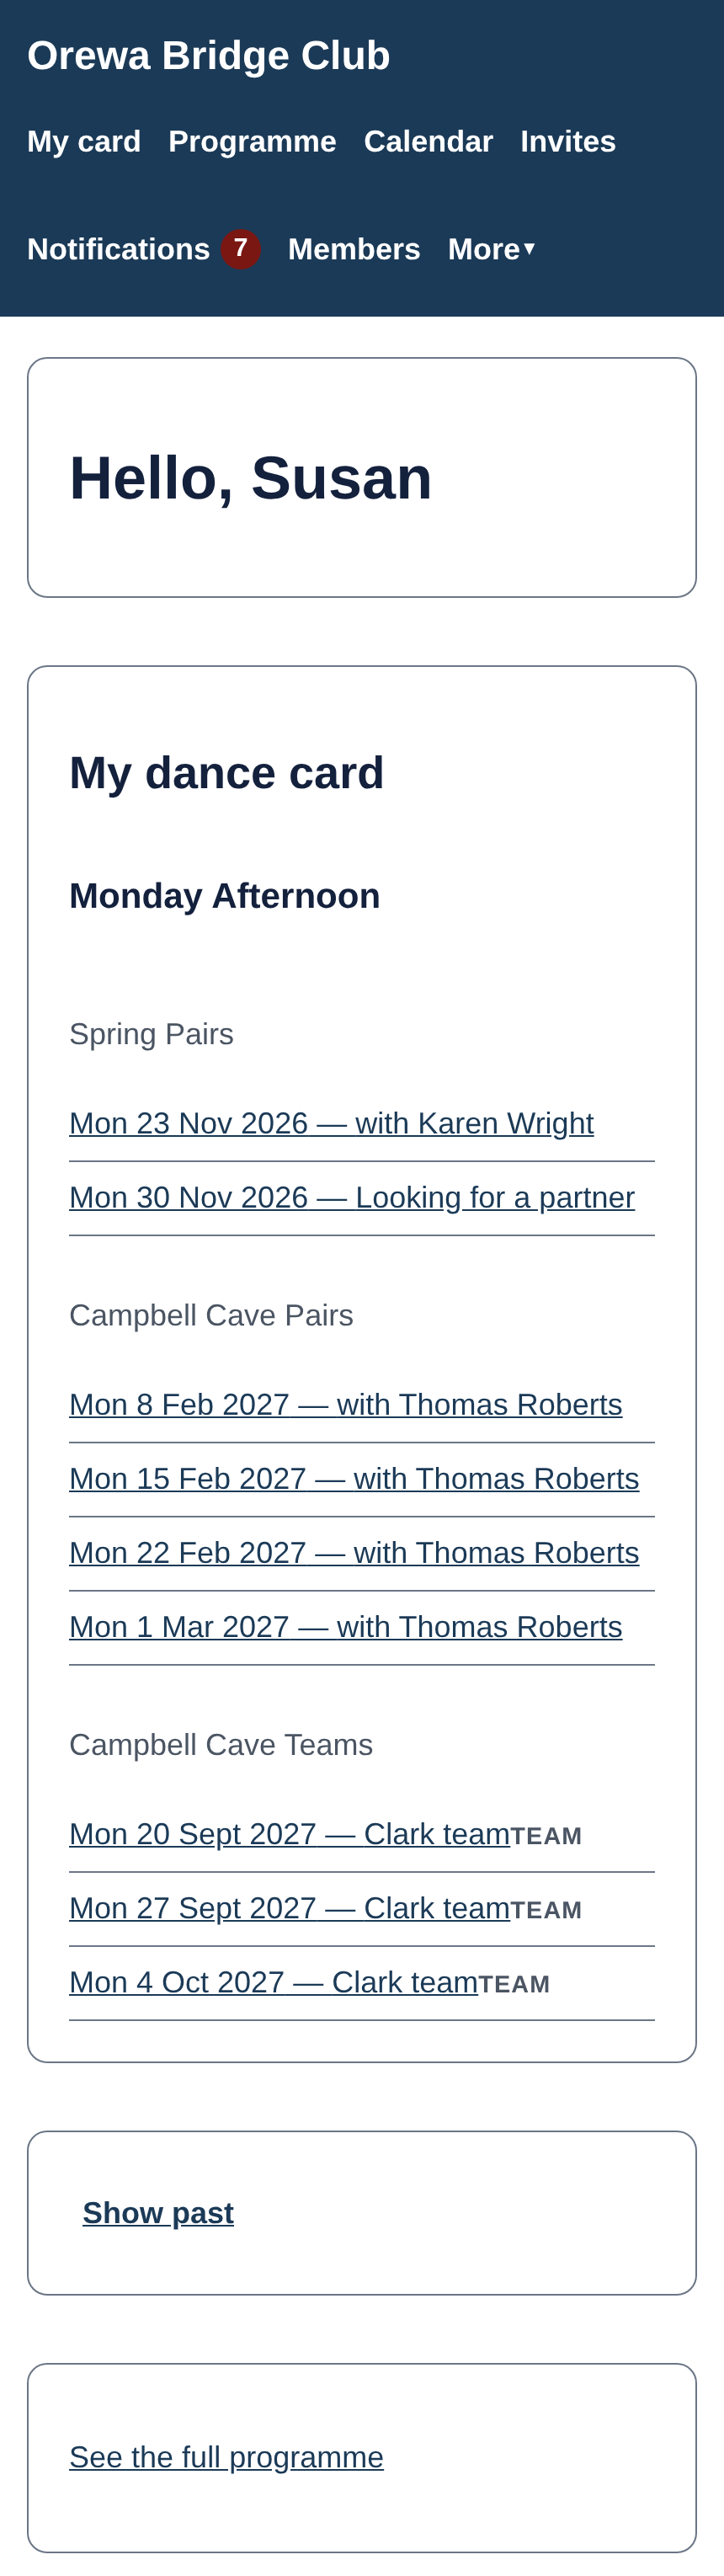 Orewa Bridge Club
My card Programme Calendar Invites
Notifications 7 Members More ▾
Hello, Susan
My dance card
Monday Afternoon
Spring Pairs
Mon 23 Nov 2026 — with Karen Wright
Mon 30 Nov 2026 — Looking for a partner
Campbell Cave Pairs
Mon 8 Feb 2027 — with Thomas Roberts
Mon 15 Feb 2027 — with Thomas Roberts
Mon 22 Feb 2027 — with Thomas Roberts
Mon 1 Mar 2027 — with Thomas Roberts
Campbell Cave Teams
Mon 20 Sept 2027 — Clark teamTEAM
Mon 27 Sept 2027 — Clark teamTEAM
Mon 4 Oct 2027 — Clark teamTEAM
Show past
See the full programme